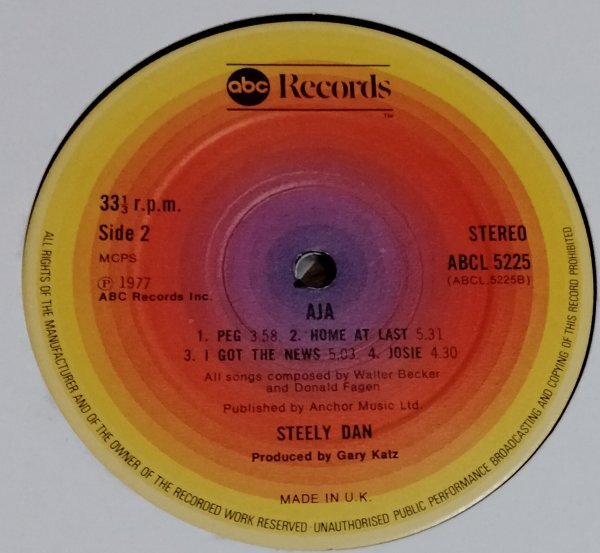 abc Records
TM
33⅓ r.p.m.
Side 2
MCPS
Ⓟ 1977
ABC Records Inc.
STEREO
ABCL 5225
(ABCL.5225B)
AJA
1. PEG 3.58. 2. HOME AT LAST 5.31
3. I GOT THE NEWS 5.03. 4. JOSIE 4.30
All songs composed by Walter Becker
and Donald Fagen
Published by Anchor Music Ltd.
STEELY DAN
Produced by Gary Katz
MADE IN U.K.
ALL RIGHTS OF THE MANUFACTURER AND OF THE OWNER OF THE RECORDED WORK RESERVED · UNAUTHORISED PUBLIC PERFORMANCE BROADCASTING AND COPYING OF THIS RECORD PROHIBITED